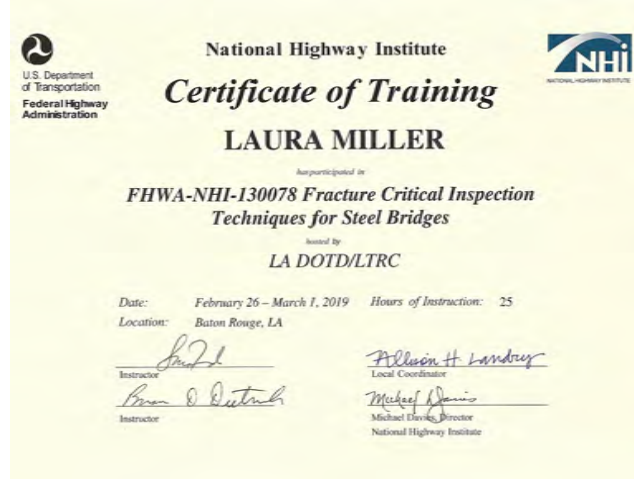 U.S. Department
of Transportation
Federal Highway
Administration
National Highway Institute
NHI
NATIONAL HIGHWAY INSTITUTE
Certificate of Training
LAURA MILLER
has participated in
FHWA-NHI-130078 Fracture Critical Inspection
Techniques for Steel Bridges
hosted by
LA DOTD/LTRC
Date: February 26 – March 1, 2019 Hours of Instruction: 25
Location: Baton Rouge, LA
Allison H Landry
Instructor Local Coordinator
Michael Davies
Instructor Michael Davies, Director
National Highway Institute